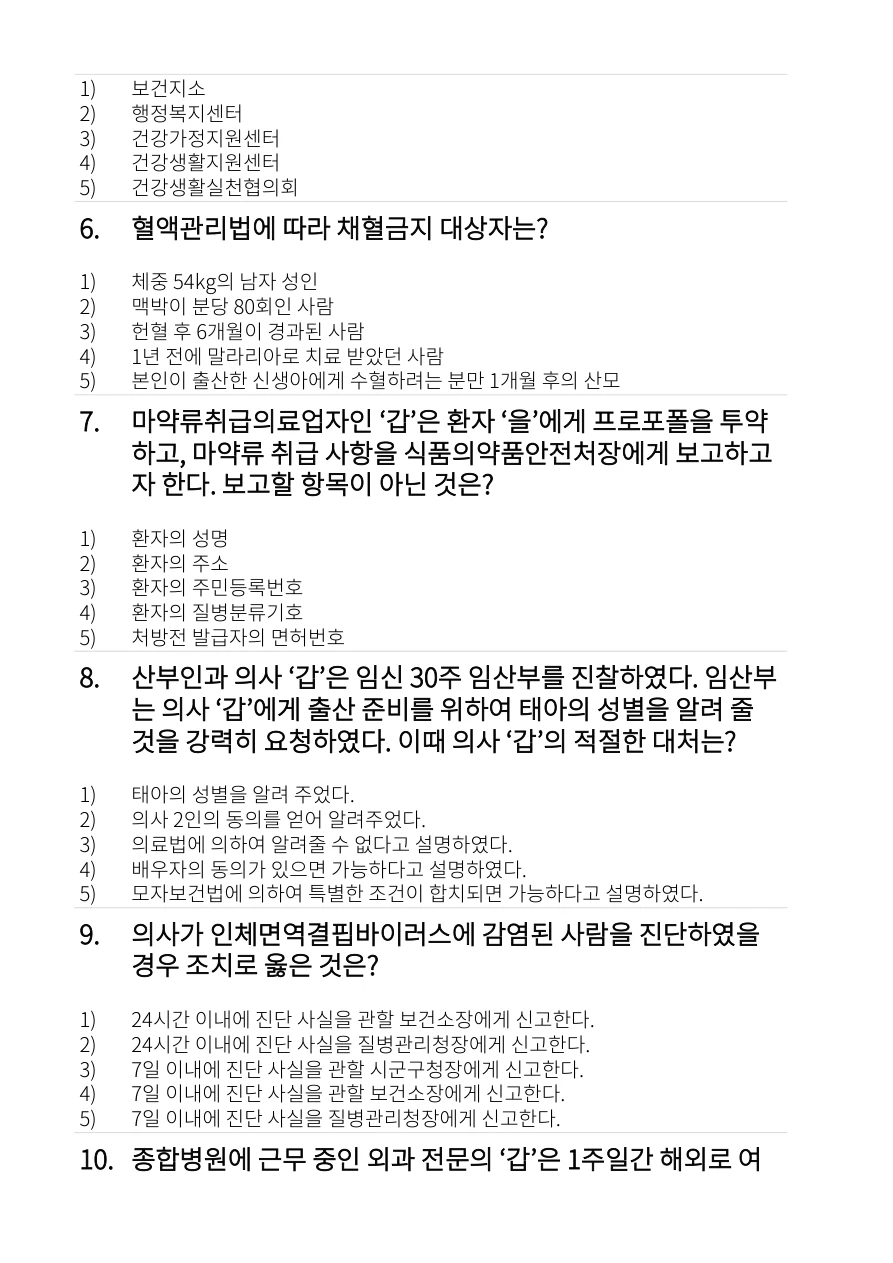 1) 보건지소
2) 행정복지센터
3) 건강가정지원센터
4) 건강생활지원센터
5) 건강생활실천협의회
6. 혈액관리법에 따라 채혈금지 대상자는?
1) 체중 54kg의 남자 성인
2) 맥박이 분당 80회인 사람
3) 헌혈 후 6개월이 경과된 사람
4) 1년 전에 말라리아로 치료 받았던 사람
5) 본인이 출산한 신생아에게 수혈하려는 분만 1개월 후의 산모
7. 마약류취급의료업자인 ‘갑’은 환자 ‘을’에게 프로포폴을 투약
하고, 마약류 취급 사항을 식품의약품안전처장에게 보고하고
자 한다. 보고할 항목이 아닌 것은?
1) 환자의 성명
2) 환자의 주소
3) 환자의 주민등록번호
4) 환자의 질병분류기호
5) 처방전 발급자의 면허번호
8. 산부인과 의사 ‘갑’은 임신 30주 임산부를 진찰하였다. 임산부
는 의사 ‘갑’에게 출산 준비를 위하여 태아의 성별을 알려 줄
것을 강력히 요청하였다. 이때 의사 ‘갑’의 적절한 대처는?
1) 태아의 성별을 알려 주었다.
2) 의사 2인의 동의를 얻어 알려주었다.
3) 의료법에 의하여 알려줄 수 없다고 설명하였다.
4) 배우자의 동의가 있으면 가능하다고 설명하였다.
5) 모자보건법에 의하여 특별한 조건이 합치되면 가능하다고 설명하였다.
9. 의사가 인체면역결핍바이러스에 감염된 사람을 진단하였을
경우 조치로 옳은 것은?
1) 24시간 이내에 진단 사실을 관할 보건소장에게 신고한다.
2) 24시간 이내에 진단 사실을 질병관리청장에게 신고한다.
3) 7일 이내에 진단 사실을 관할 시군구청장에게 신고한다.
4) 7일 이내에 진단 사실을 관할 보건소장에게 신고한다.
5) 7일 이내에 진단 사실을 질병관리청장에게 신고한다.
10. 종합병원에 근무 중인 외과 전문의 ‘갑’은 1주일간 해외로 여